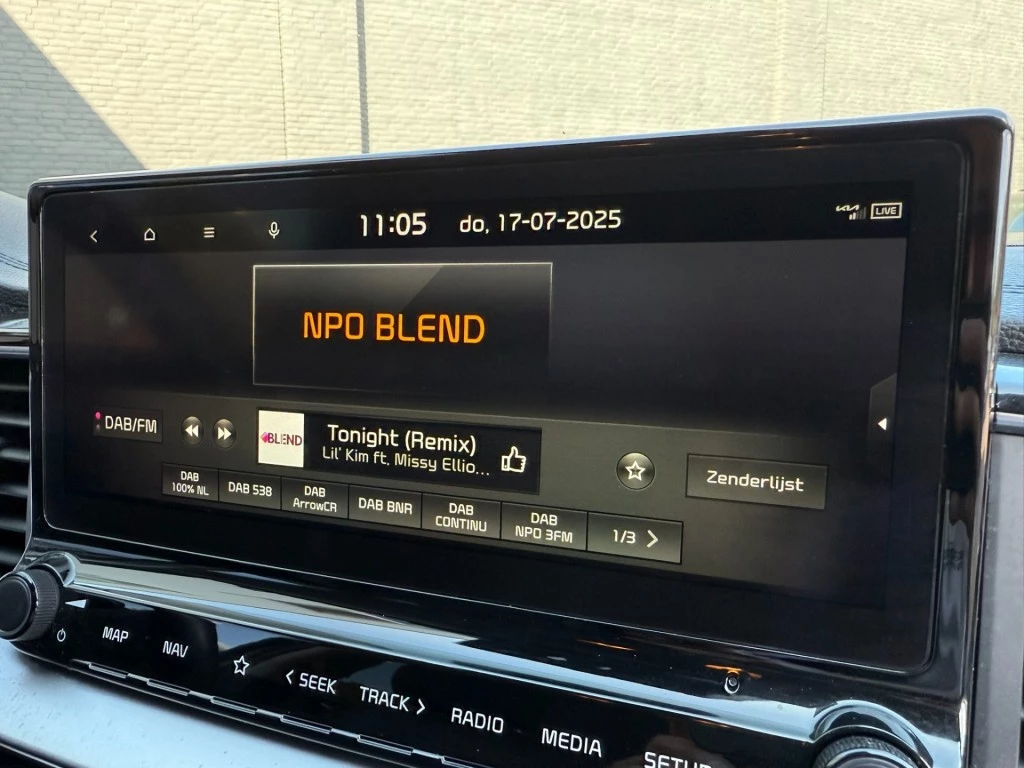 11:05 do, 17-07-2025
KIA LIVE
NPO BLEND
DAB/FM
BLEND
Tonight (Remix)
Lil' Kim ft. Missy Ellio...
Zenderlijst
DAB
100% NL
DAB 538
DAB
ArrowCR
DAB BNR
DAB
CONTINU
DAB
NPO 3FM
1/3 >
MAP
NAV
< SEEK
TRACK >
RADIO
MEDIA
SETUP